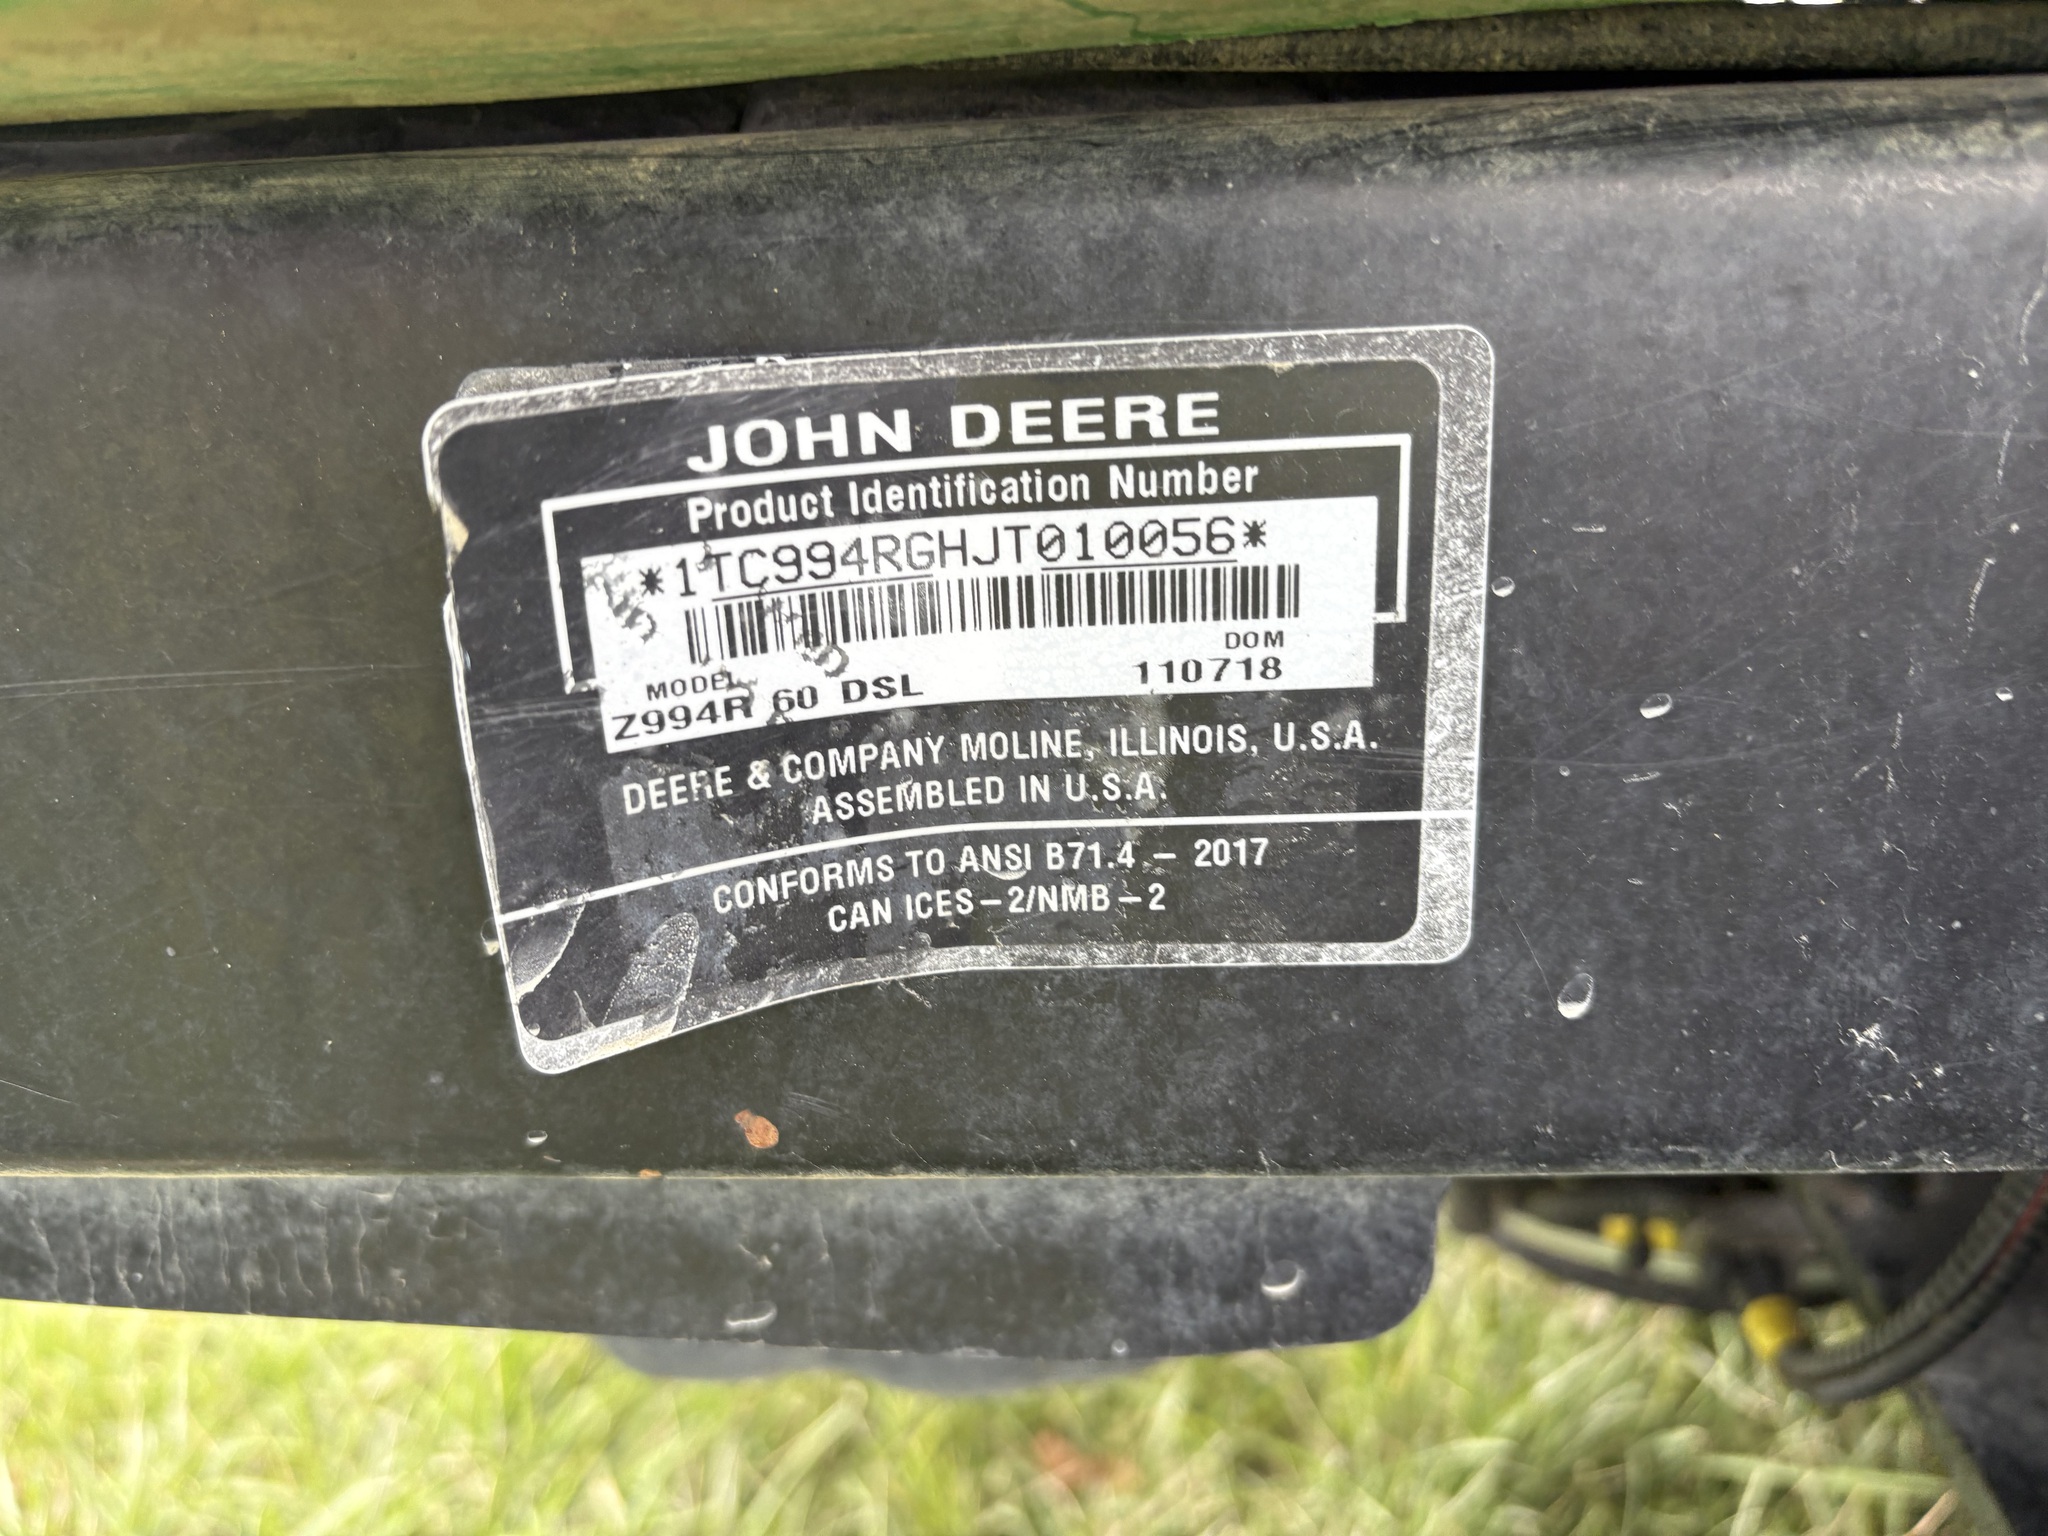 JOHN DEERE
Product Identification Number
*1TC994RGHJT010056*
DOM
MODEL
110718
Z994R 60 DSL
DEERE & COMPANY MOLINE, ILLINOIS, U.S.A.
ASSEMBLED IN U.S.A.
CONFORMS TO ANSI B71.4 – 2017
CAN ICES – 2/NMB – 2